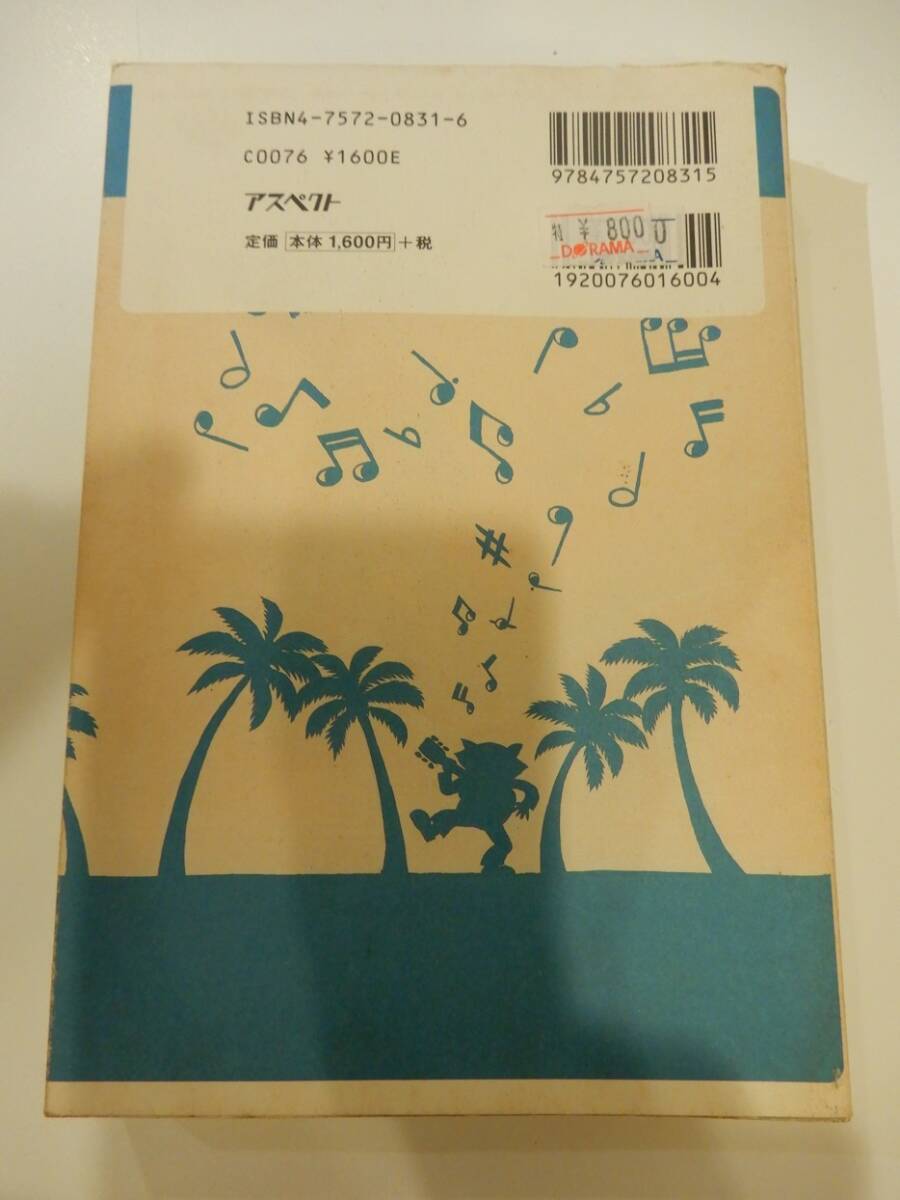 ISBN4-7572-0831-6
C0076 ¥1600E
アスペクト
定価 本体 1,600円 +税
9784757208315
特 ¥ 800
DORAMA
1920076016004